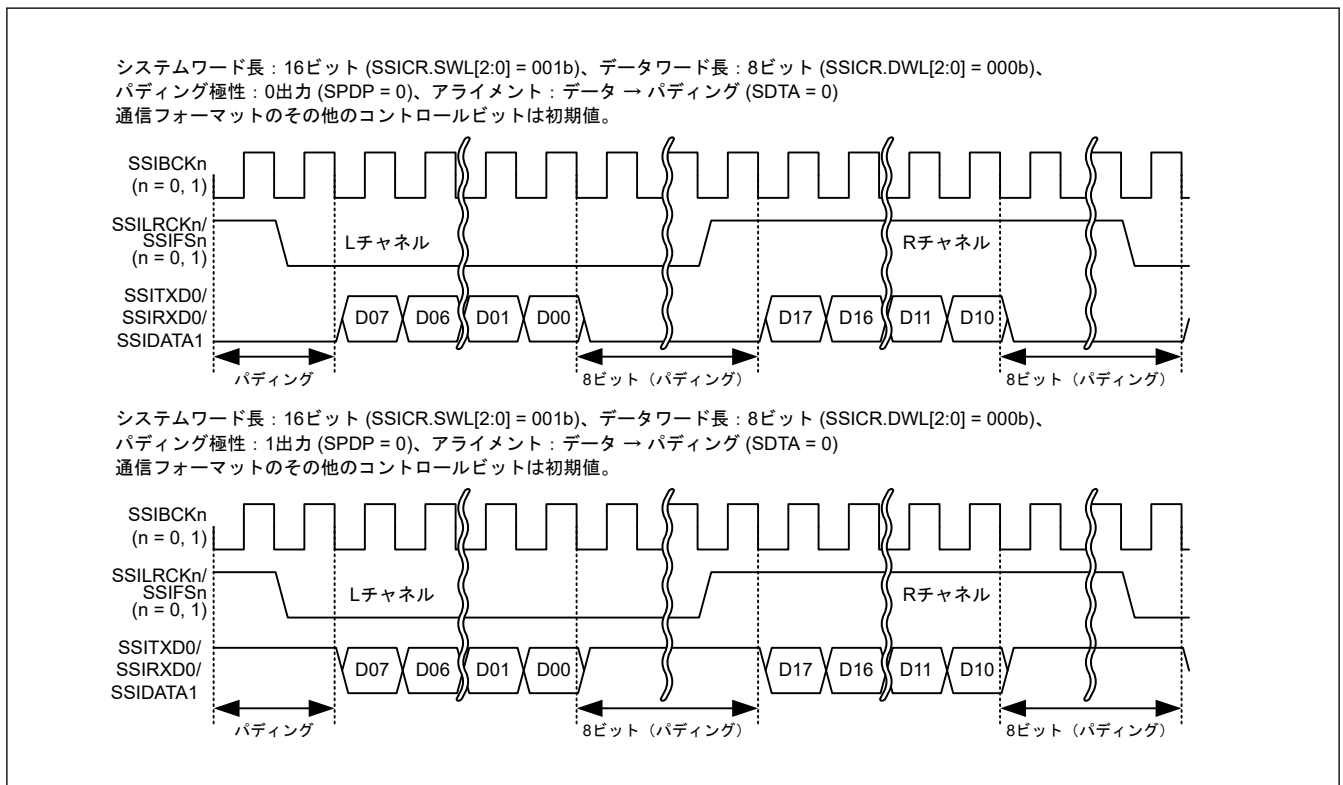 システムワード長：16ビット (SSICR.SWL[2:0] = 001b)、データワード長：8ビット (SSICR.DWL[2:0] = 000b)、
パディング極性：0出力 (SPDP = 0)、アライメント：データ → パディング (SDTA = 0)
通信フォーマットのその他のコントロールビットは初期値。
SSIBCKn
(n = 0, 1)
SSILRCKn/
SSIFSn
(n = 0, 1)
Lチャネル
Rチャネル
SSITXD0/
SSIRXD0/
SSIDATA1
D07 D06 D01 D00 D17 D16 D11 D10
パディング 8ビット（パディング） 8ビット（パディング）
システムワード長：16ビット (SSICR.SWL[2:0] = 001b)、データワード長：8ビット (SSICR.DWL[2:0] = 000b)、
パディング極性：1出力 (SPDP = 0)、アライメント：データ → パディング (SDTA = 0)
通信フォーマットのその他のコントロールビットは初期値。
SSIBCKn
(n = 0, 1)
SSILRCKn/
SSIFSn
(n = 0, 1)
Lチャネル
Rチャネル
SSITXD0/
SSIRXD0/
SSIDATA1
D07 D06 D01 D00 D17 D16 D11 D10
パディング 8ビット（パディング） 8ビット（パディング）